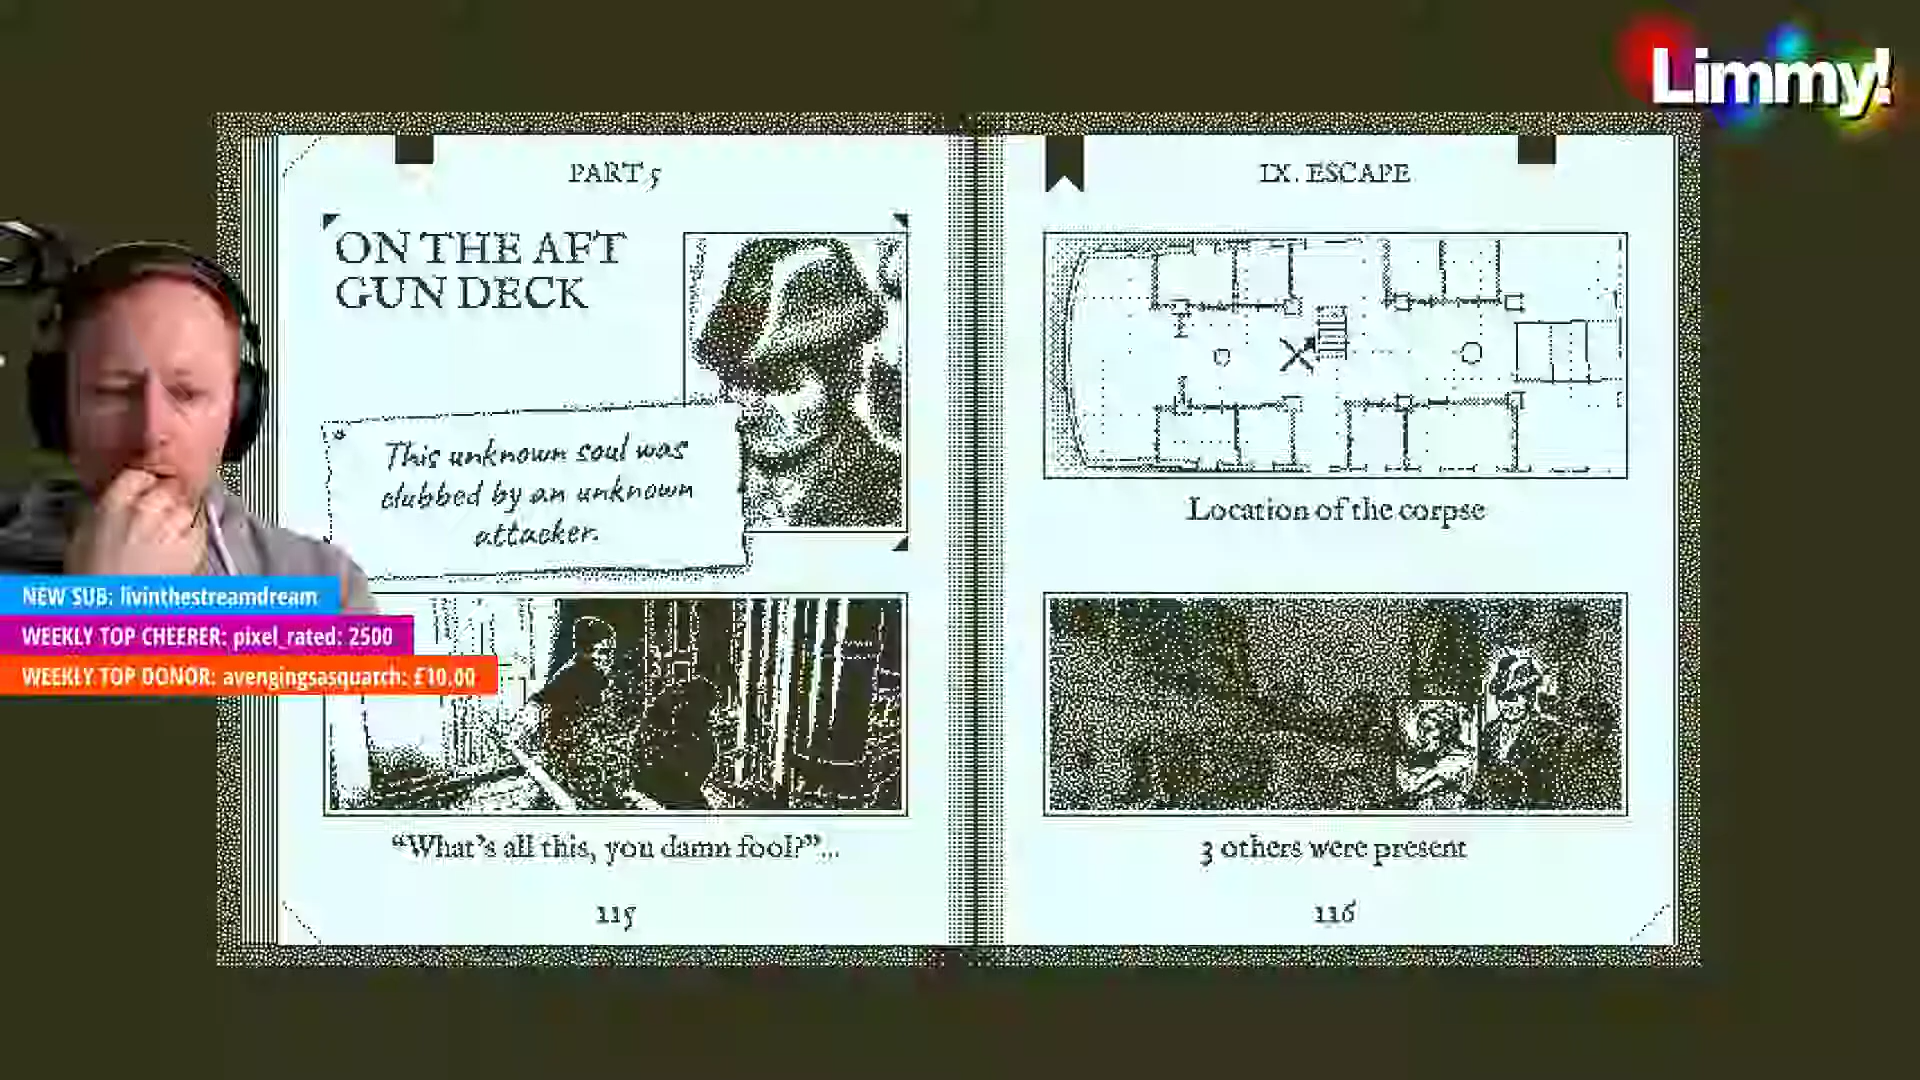 Limmy!
PART 5
ON THE AFT
GUN DECK
This unknown soul was
clubbed by an unknown
attacker.
"What's all this, you damn fool?"...
115
IX. ESCAPE
Location of the corpse
3 others were present
116
NEW SUB: livinthestreamdream
WEEKLY TOP CHEERER: pixel_rated: 2500
WEEKLY TOP DONOR: avengingsasquatch: £10.00